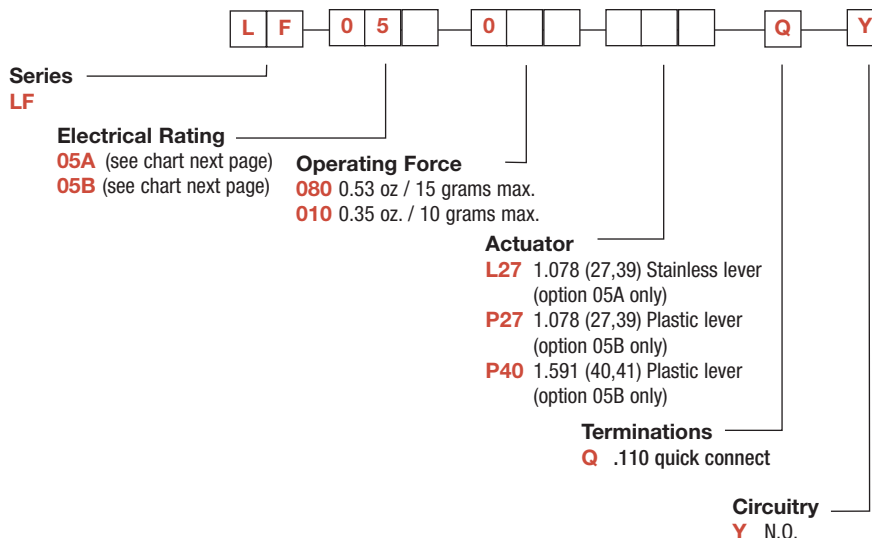 L F 0 5 0 Q Y
Series
LF
Electrical Rating
05A (see chart next page)
05B (see chart next page)
Operating Force
080 0.53 oz / 15 grams max.
010 0.35 oz. / 10 grams max.
Actuator
L27 1.078 (27,39) Stainless lever
(option 05A only)
P27 1.078 (27,39) Plastic lever
(option 05B only)
P40 1.591 (40,41) Plastic lever
(option 05B only)
Terminations
Q .110 quick connect
Circuitry
Y N.O.